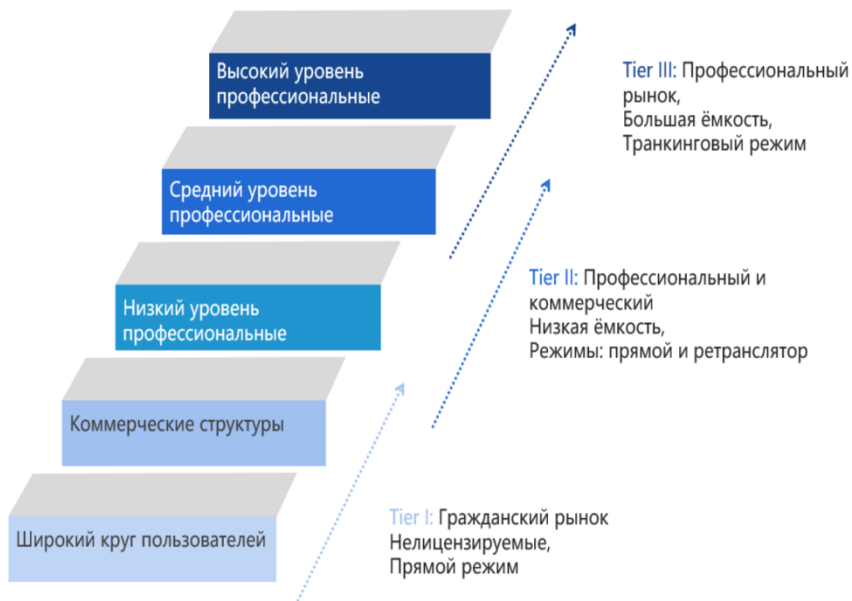 Высокий уровень
профессиональные
Tier III: Профессиональный
рынок,
Большая ёмкость,
Транкинговый режим
Средний уровень
профессиональные
Tier II: Профессиональный и
коммерческий
Низкая ёмкость,
Режимы: прямой и ретранслятор
Низкий уровень
профессиональные
Коммерческие структуры
Tier I: Гражданский рынок
Нелицензируемые,
Прямой режим
Широкий круг пользователей